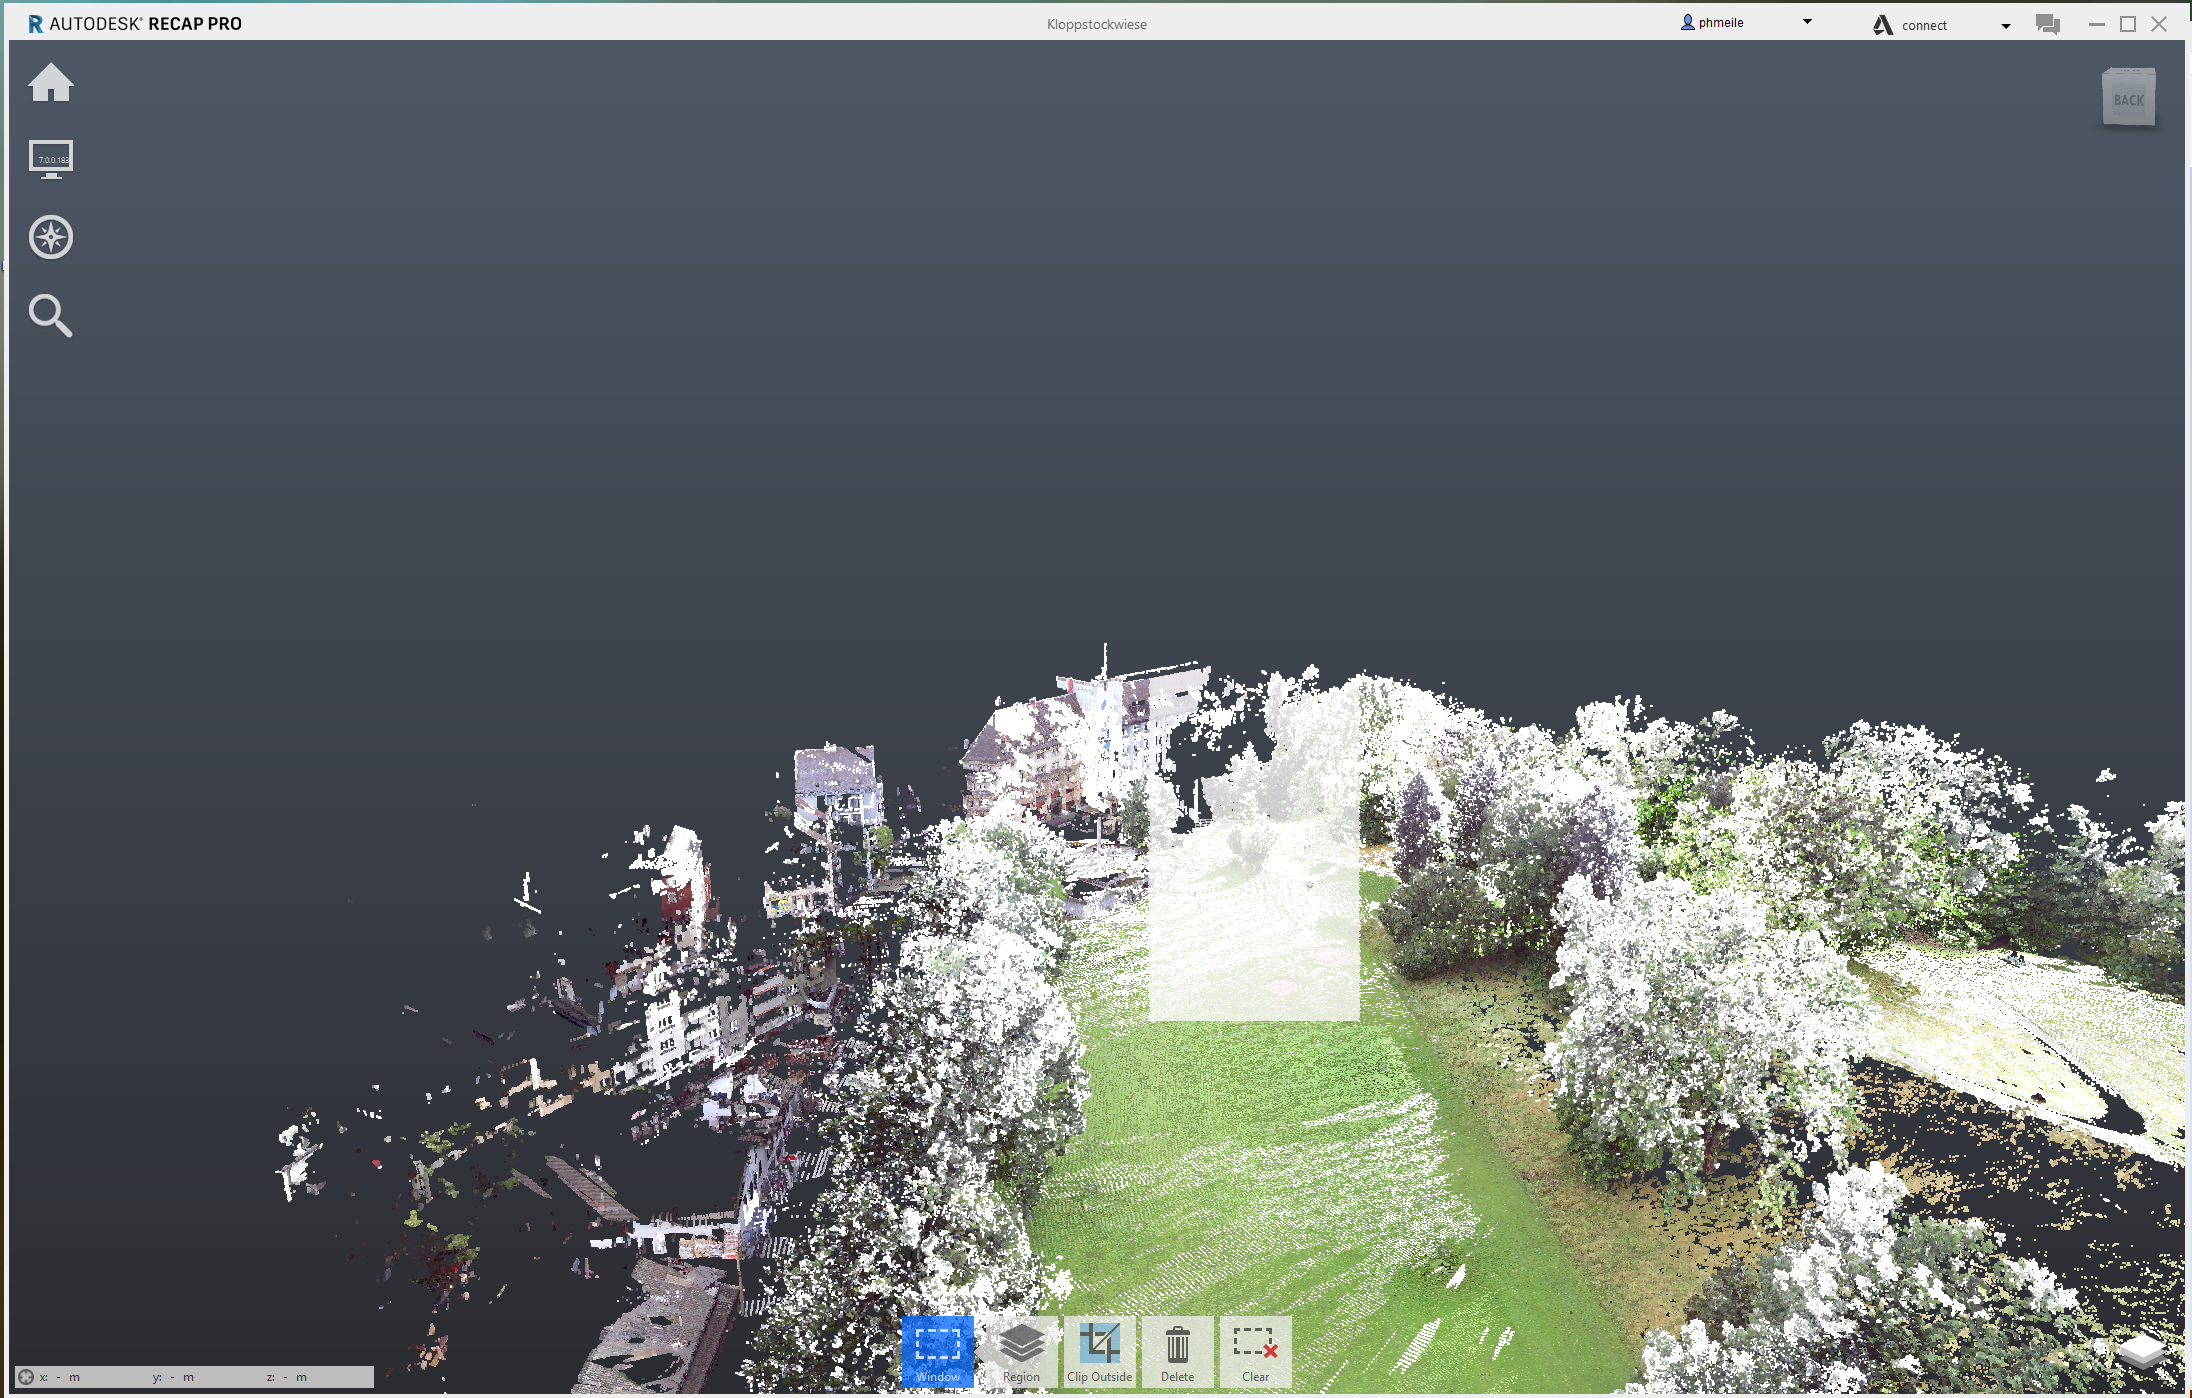 R AUTODESK® RECAP PRO
Kloppstockwiese
phmeile
connect
BACK
7.0.0.183
Window
Region
Clip Outside
Delete
Clear
x: - m y: - m z: - m